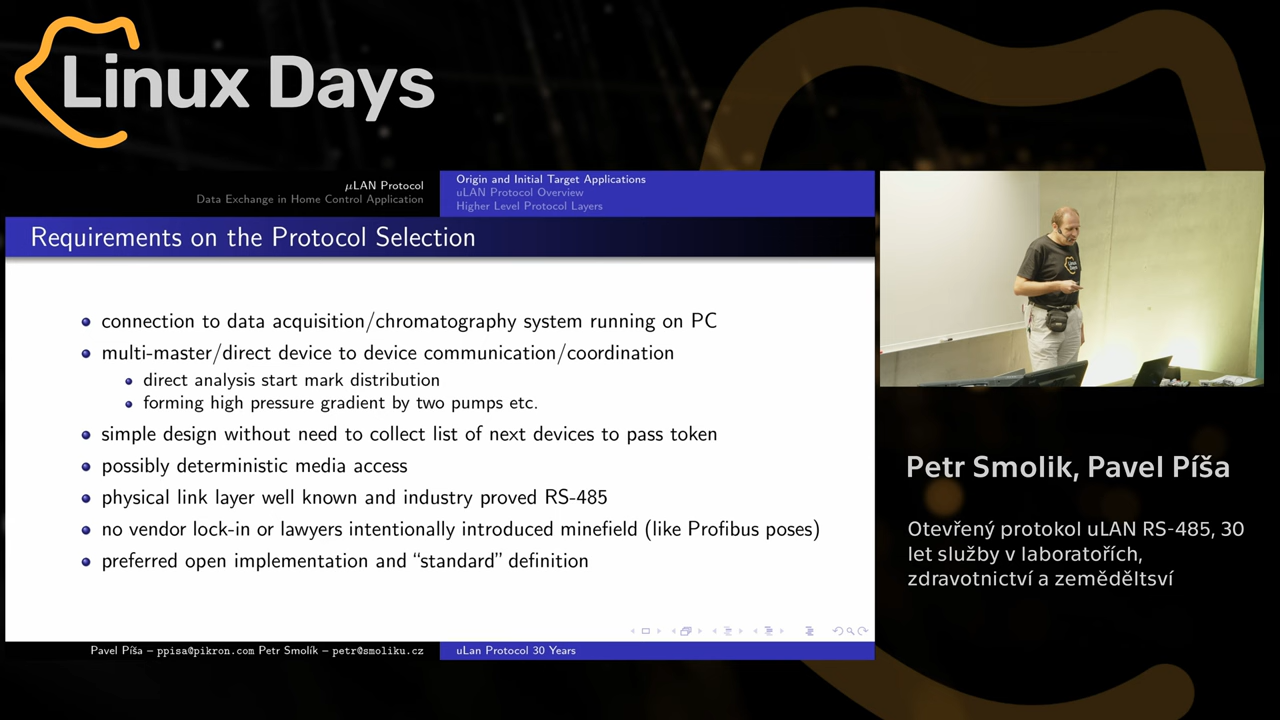 Linux Days
μLAN Protocol
Data Exchange in Home Control Application
Origin and Initial Target Applications
uLAN Protocol Overview
Higher Level Protocol Layers
Requirements on the Protocol Selection
connection to data acquisition/chromatography system running on PC
multi-master/direct device to device communication/coordination
direct analysis start mark distribution
forming high pressure gradient by two pumps etc.
simple design without need to collect list of next devices to pass token
possibly deterministic media access
physical link layer well known and industry proved RS-485
no vendor lock-in or lawyers intentionally introduced minefield (like Profibus poses)
preferred open implementation and “standard” definition
Pavel Píša – ppisa@pikron.com Petr Smolík – petr@smoliku.cz
uLan Protocol 30 Years
Linux
Days
Petr Smolik, Pavel Píša
Otevřený protokol uLAN RS-485, 30
let služby v laboratořích,
zdravotnictví a zeměděltsví